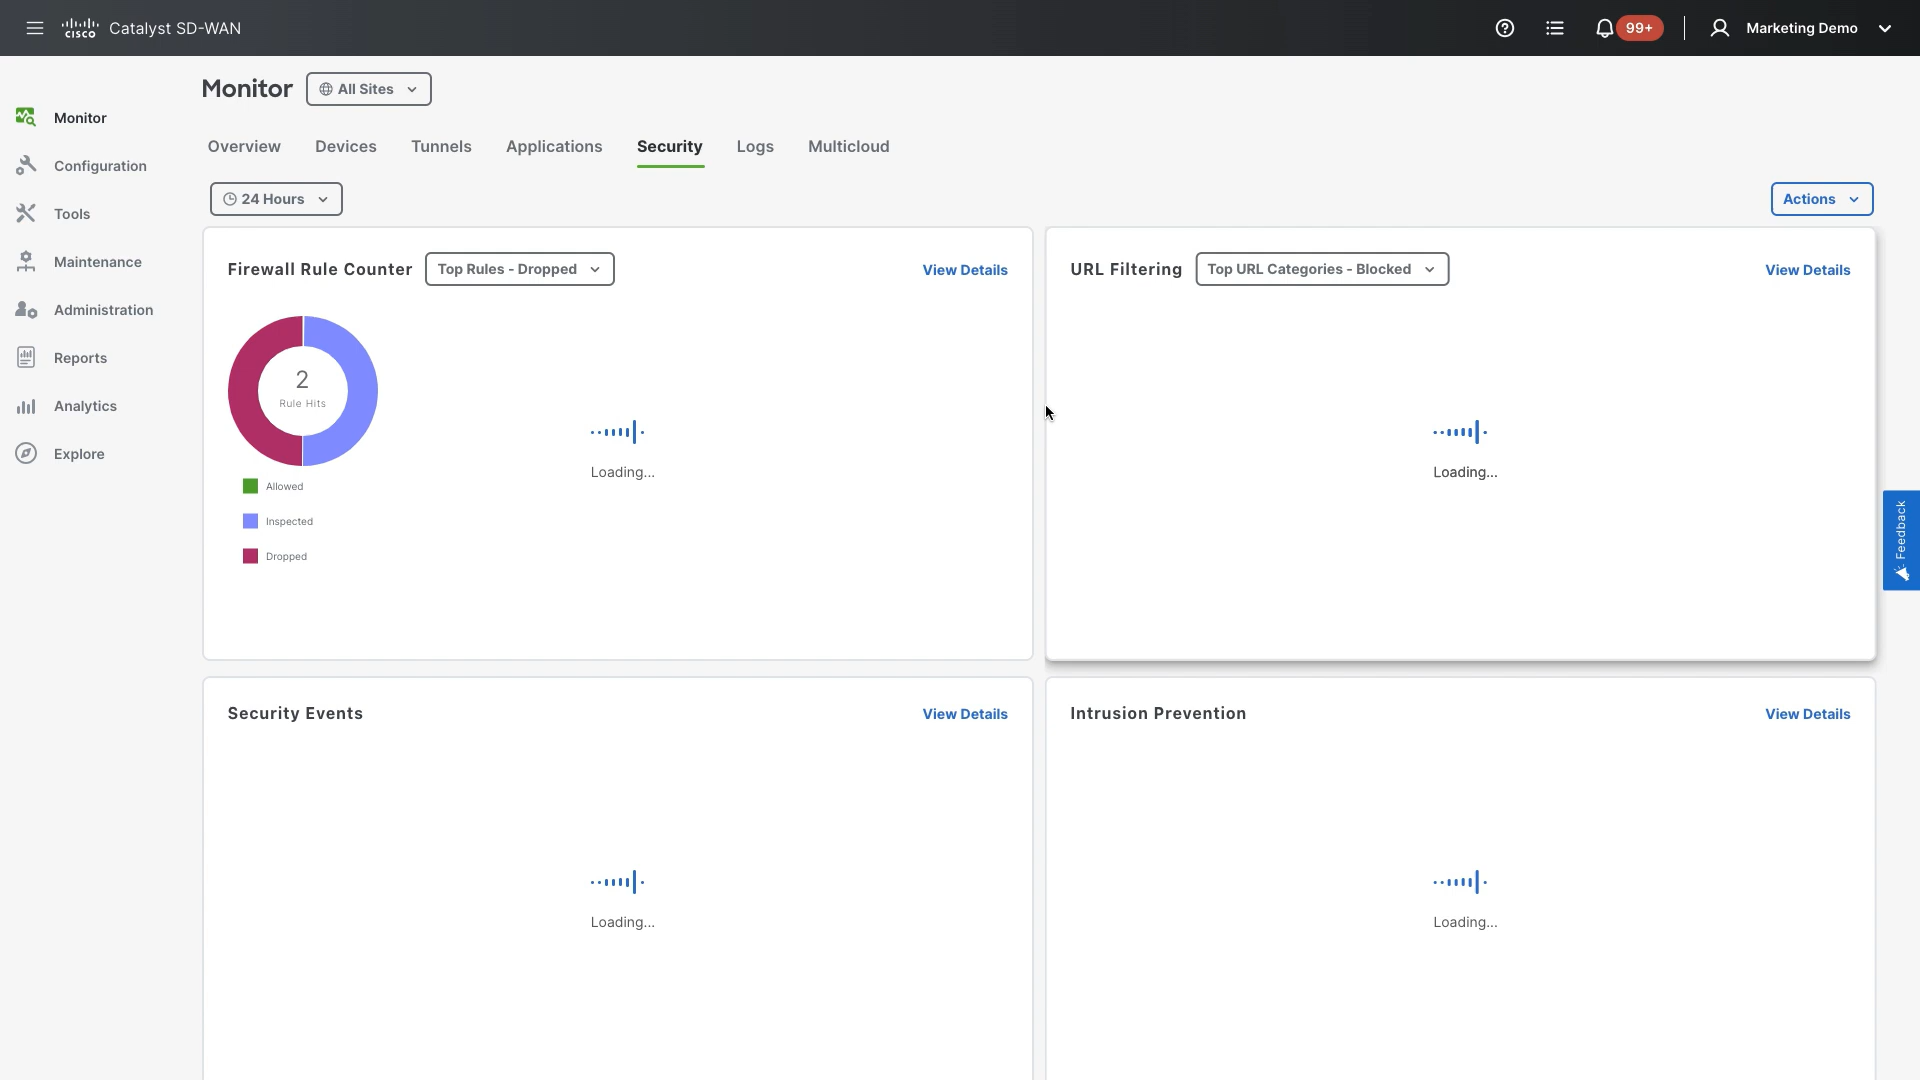 cisco Catalyst SD-WAN
99+
Marketing Demo
Monitor
All Sites
Monitor
Configuration
Tools
Maintenance
Administration
Reports
Analytics
Explore
Overview
Devices
Tunnels
Applications
Security
Logs
Multicloud
24 Hours
Actions
Firewall Rule Counter
Top Rules - Dropped
View Details
2
Rule Hits
Allowed
Inspected
Dropped
Loading...
URL Filtering
Top URL Categories - Blocked
View Details
Loading...
Feedback
Security Events
View Details
Loading...
Intrusion Prevention
View Details
Loading...